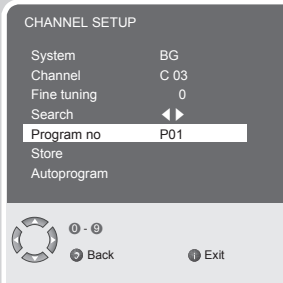 CHANNEL SETUP
System BG
Channel C 03
Fine tuning 0
Search
Program no P01
Store
Autoprogram
0 - 9
Back i Exit